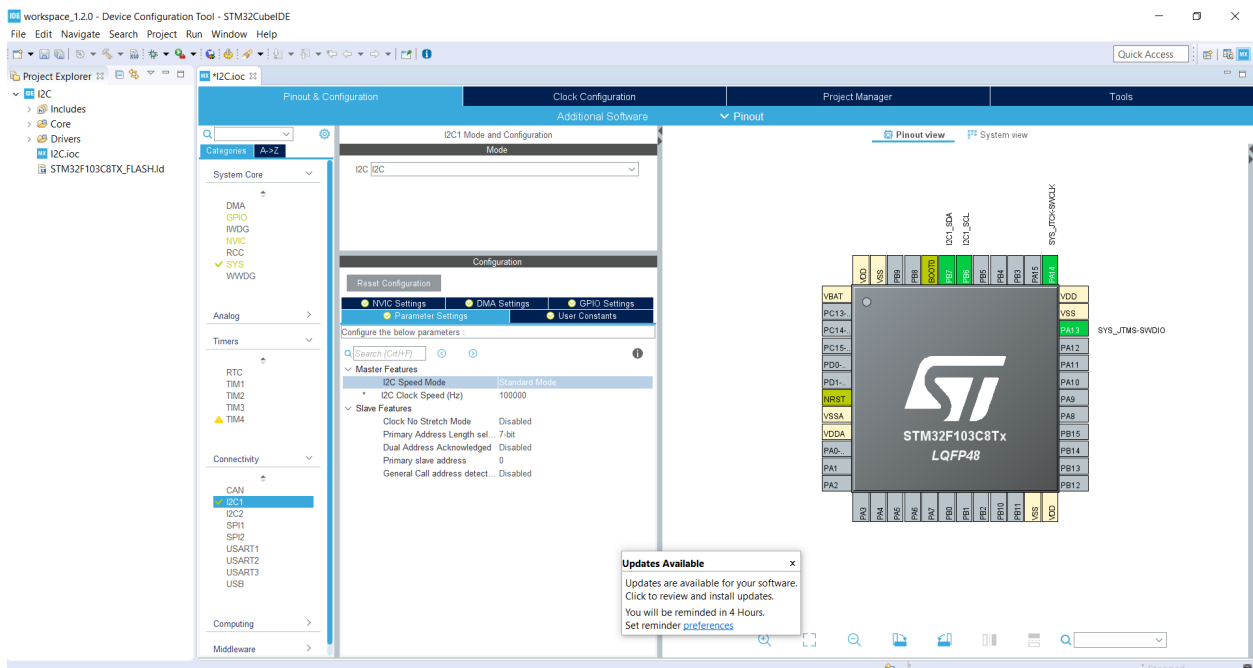 workspace_1.2.0 - Device Configuration Tool - STM32CubeIDE
File Edit Navigate Search Project Run Window Help
Quick Access
Project Explorer
*I2C.ioc
I2C
Includes
Core
Drivers
I2C.ioc
STM32F103C8TX_FLASH.ld
Pinout & Configuration
Clock Configuration
Project Manager
Tools
Additional Software
Pinout
Categories A->Z
System Core
DMA
GPIO
IWDG
NVIC
RCC
SYS
WWDG
Analog
Timers
RTC
TIM1
TIM2
TIM3
TIM4
Connectivity
CAN
I2C1
I2C2
SPI1
SPI2
USART1
USART2
USART3
USB
Computing
Middleware
I2C1 Mode and Configuration
Mode
I2C I2C
Configuration
Reset Configuration
NVIC Settings DMA Settings GPIO Settings
Parameter Settings User Constants
Configure the below parameters :
Search (Crtl+F)
Master Features
I2C Speed Mode Standard Mode
* I2C Clock Speed (Hz) 100000
Slave Features
Clock No Stretch Mode Disabled
Primary Address Length sel... 7-bit
Dual Address Acknowledged Disabled
Primary slave address 0
General Call address detect... Disabled
Pinout view System view
I2C1_SDA
I2C1_SCL
SYS_JTCK-SWCLK
VDD
VSS
PB9
PB8
BOOT0
PB7
PB6
PB5
PB4
PB3
PA15
PA14
VBAT
PC13-..
PC14-..
PC15-..
PD0-..
PD1-..
NRST
VSSA
VDDA
PA0-..
PA1
PA2
ST
STM32F103C8Tx
LQFP48
VDD
VSS
PA13 SYS_JTMS-SWDIO
PA12
PA11
PA10
PA9
PA8
PB15
PB14
PB13
PB12
PA3
PA4
PA5
PA6
PA7
PB0
PB1
PB2
PB10
PB11
VSS
VDD
Updates Available x
Updates are available for your software.
Click to review and install updates.
You will be reminded in 4 Hours.
Set reminder preferences